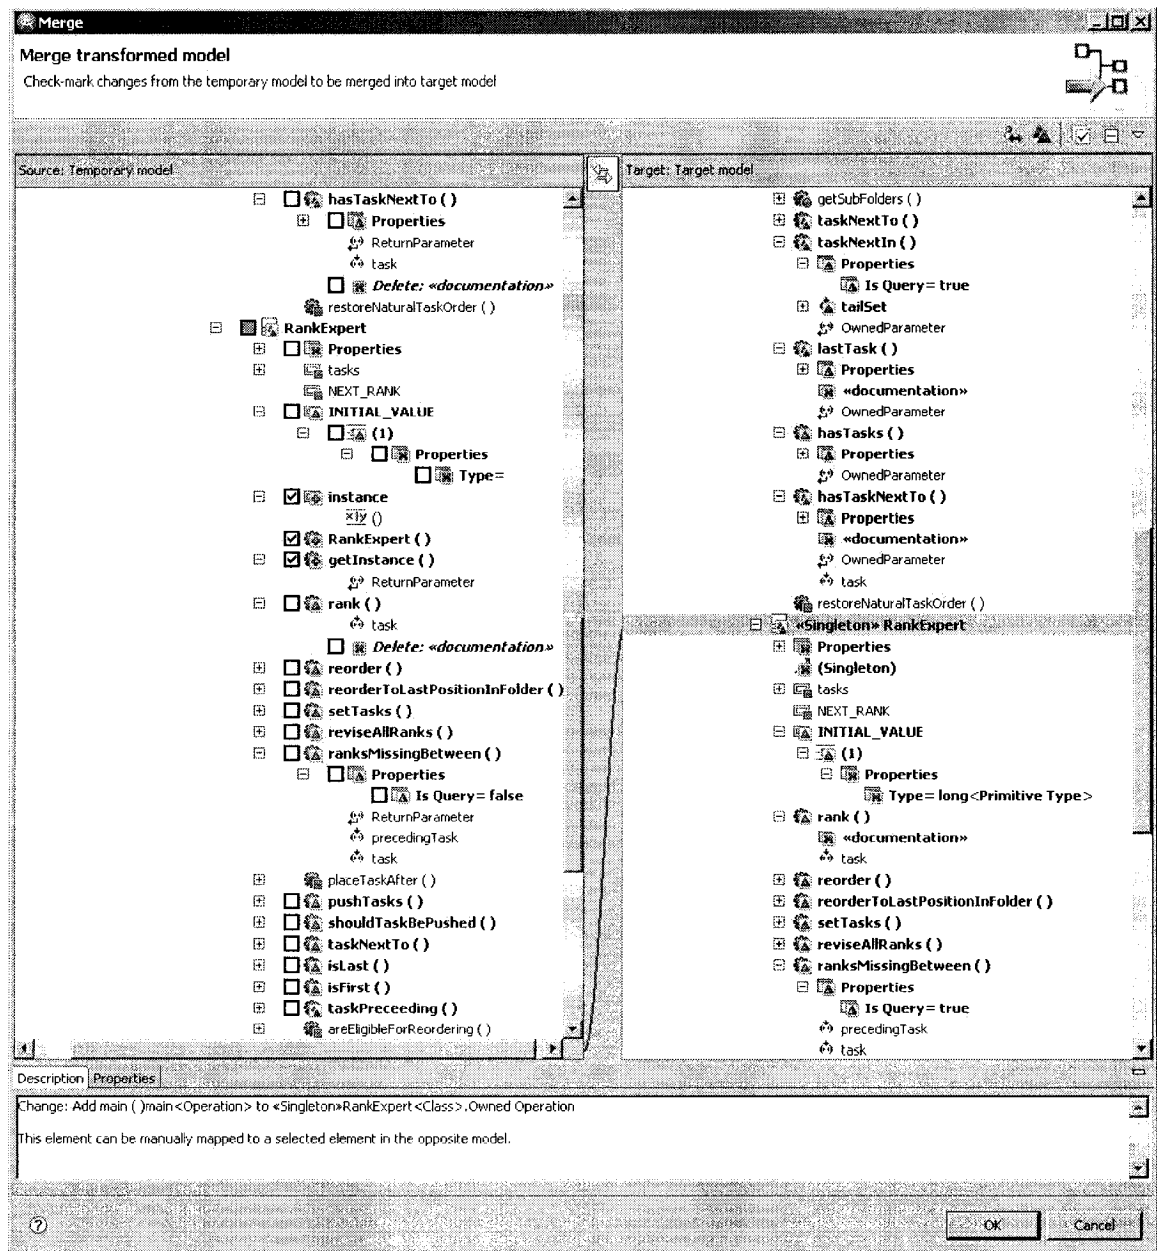 Merge
Merge transformed model
Check-mark changes from the temporary model to be merged into target model
Source: Temporary model
hasTaskNextTo ( )
Properties
ReturnParameter
task
Delete: «documentation»
restoreNaturalTaskOrder ( )
RankExpert
Properties
tasks
NEXT_RANK
INITIAL_VALUE
(1)
Properties
Type=
instance
x|y ()
RankExpert ( )
getInstance ( )
ReturnParameter
rank ( )
task
Delete: «documentation»
reorder ( )
reorderToLastPositionInFolder ( )
setTasks ( )
reviseAllRanks ( )
ranksMissingBetween ( )
Properties
Is Query= false
ReturnParameter
precedingTask
task
placeTaskAfter ( )
pushTasks ( )
shouldTaskBePushed ( )
taskNextTo ( )
isLast ( )
isFirst ( )
taskPreceeding ( )
areEligibleForReordering ( )
Target: Target model
getSubFolders ( )
taskNextTo ( )
taskNextIn ( )
Properties
Is Query= true
tailSet
OwnedParameter
lastTask ( )
Properties
«documentation»
OwnedParameter
hasTasks ( )
Properties
OwnedParameter
hasTaskNextTo ( )
Properties
«documentation»
OwnedParameter
task
restoreNaturalTaskOrder ( )
«Singleton» RankExpert
Properties
(Singleton)
tasks
NEXT_RANK
INITIAL_VALUE
(1)
Properties
Type= long<Primitive Type>
rank ( )
«documentation»
task
reorder ( )
reorderToLastPositionInFolder ( )
setTasks ( )
reviseAllRanks ( )
ranksMissingBetween ( )
Properties
Is Query= true
precedingTask
task
Description Properties
Change: Add main ( )main<Operation> to «Singleton»RankExpert<Class>.Owned Operation
This element can be manually mapped to a selected element in the opposite model.
? OK Cancel